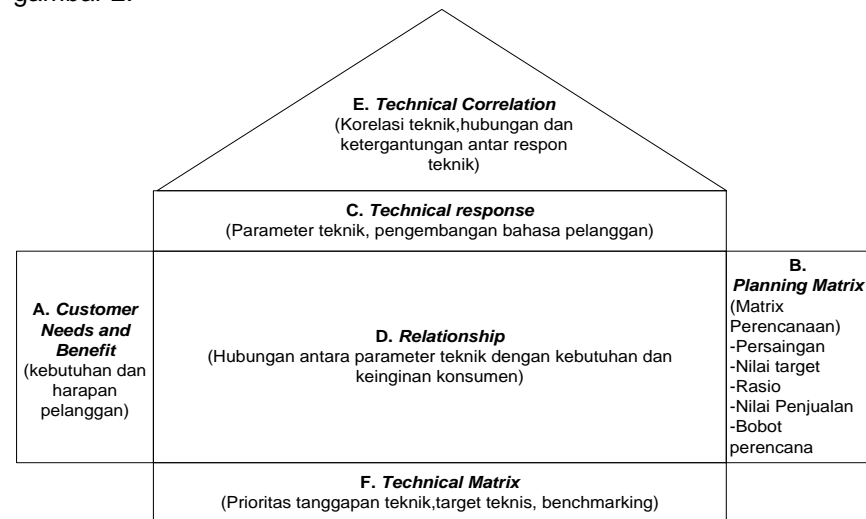 gambar 2.
E. Technical Correlation
(Korelasi teknik,hubungan dan
ketergantungan antar respon
teknik)
C. Technical response
(Parameter teknik, pengembangan bahasa pelanggan)
A. Customer
Needs and
Benefit
(kebutuhan dan
harapan
pelanggan)
D. Relationship
(Hubungan antara parameter teknik dengan kebutuhan dan
keinginan konsumen)
B.
Planning Matrix
(Matrix
Perencanaan)
-Persaingan
-Nilai target
-Rasio
-Nilai Penjualan
-Bobot
perencana
F. Technical Matrix
(Prioritas tanggapan teknik,target teknis, benchmarking)